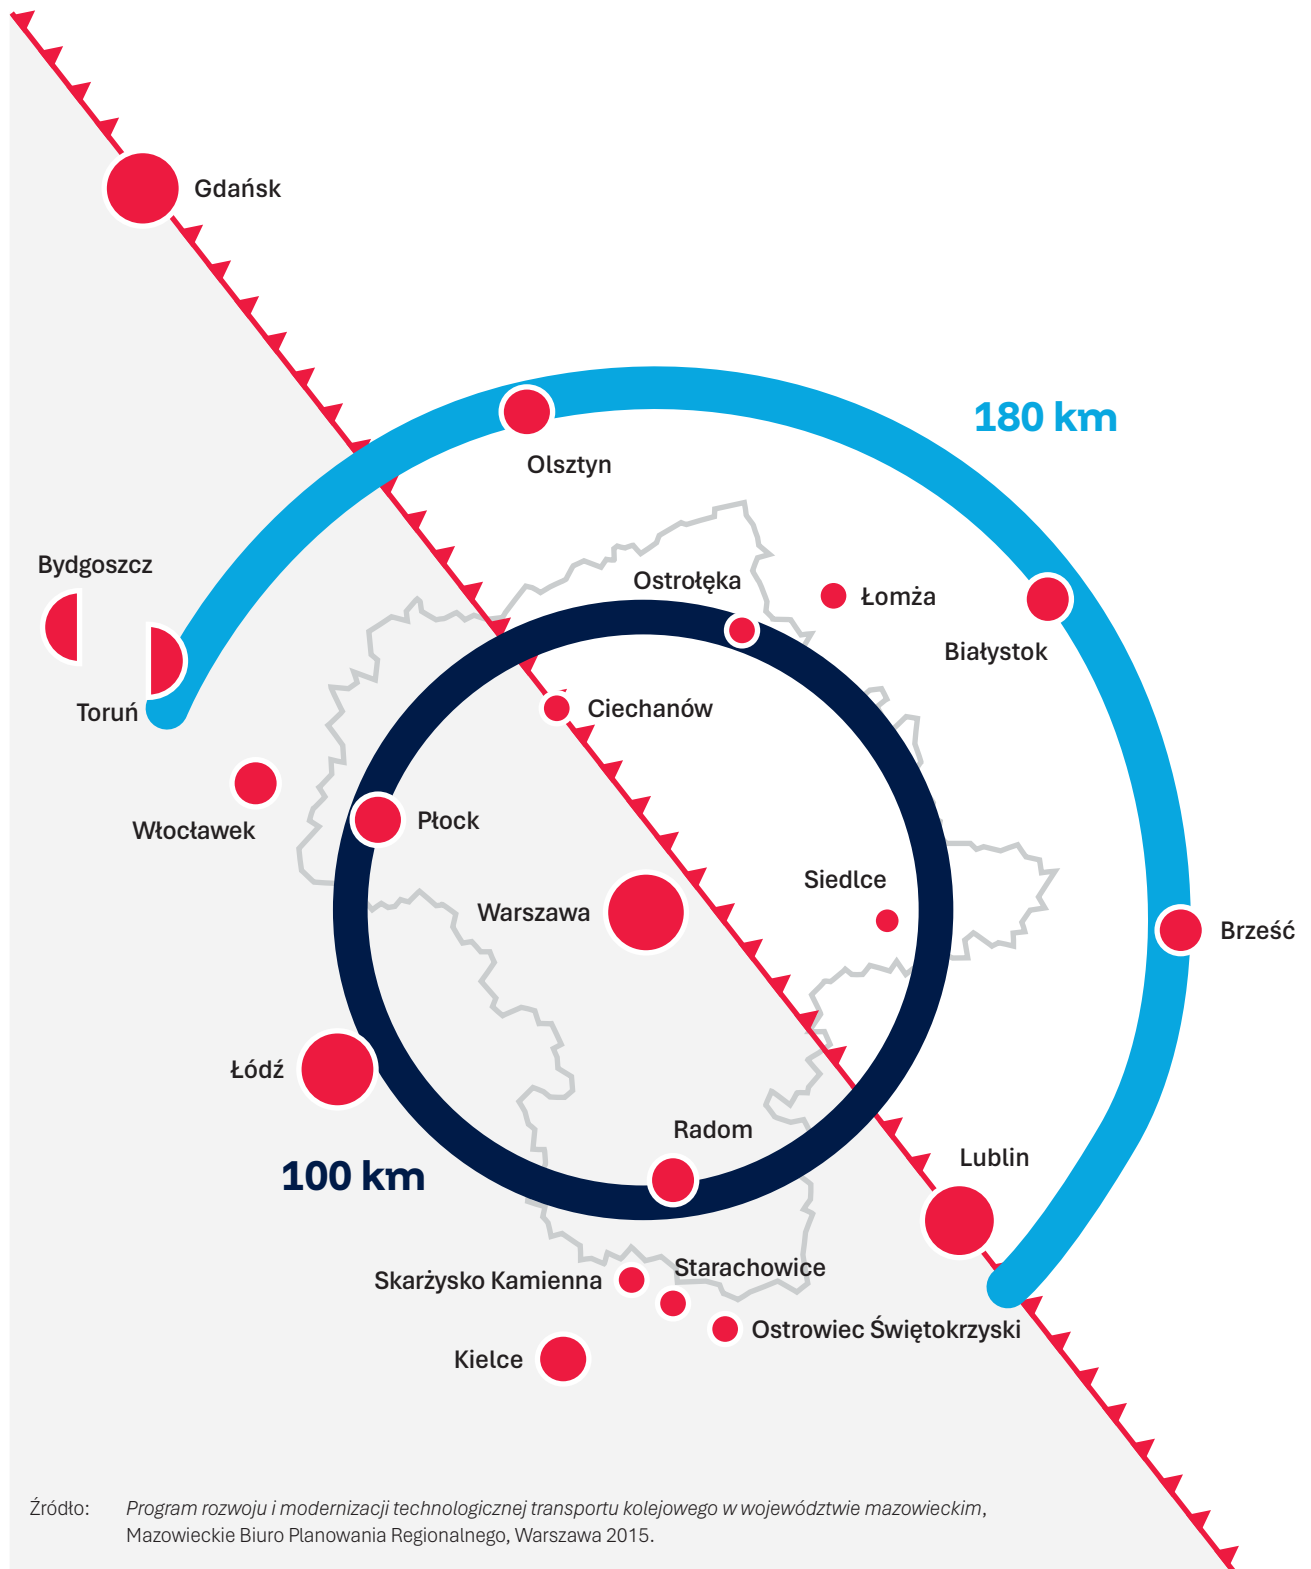 Gdańsk
180 km
Olsztyn
Bydgoszcz
Ostrołęka
Łomża
Białystok
Toruń
Ciechanów
Włocławek
Płock
Siedlce
Warszawa
Brześć
Łódź
Radom
100 km
Lublin
Starachowice
Skarżysko Kamienna
Ostrowiec Świętokrzyski
Kielce
Źródło: Program rozwoju i modernizacji technologicznej transportu kolejowego w województwie mazowieckim,
Mazowieckie Biuro Planowania Regionalnego, Warszawa 2015.